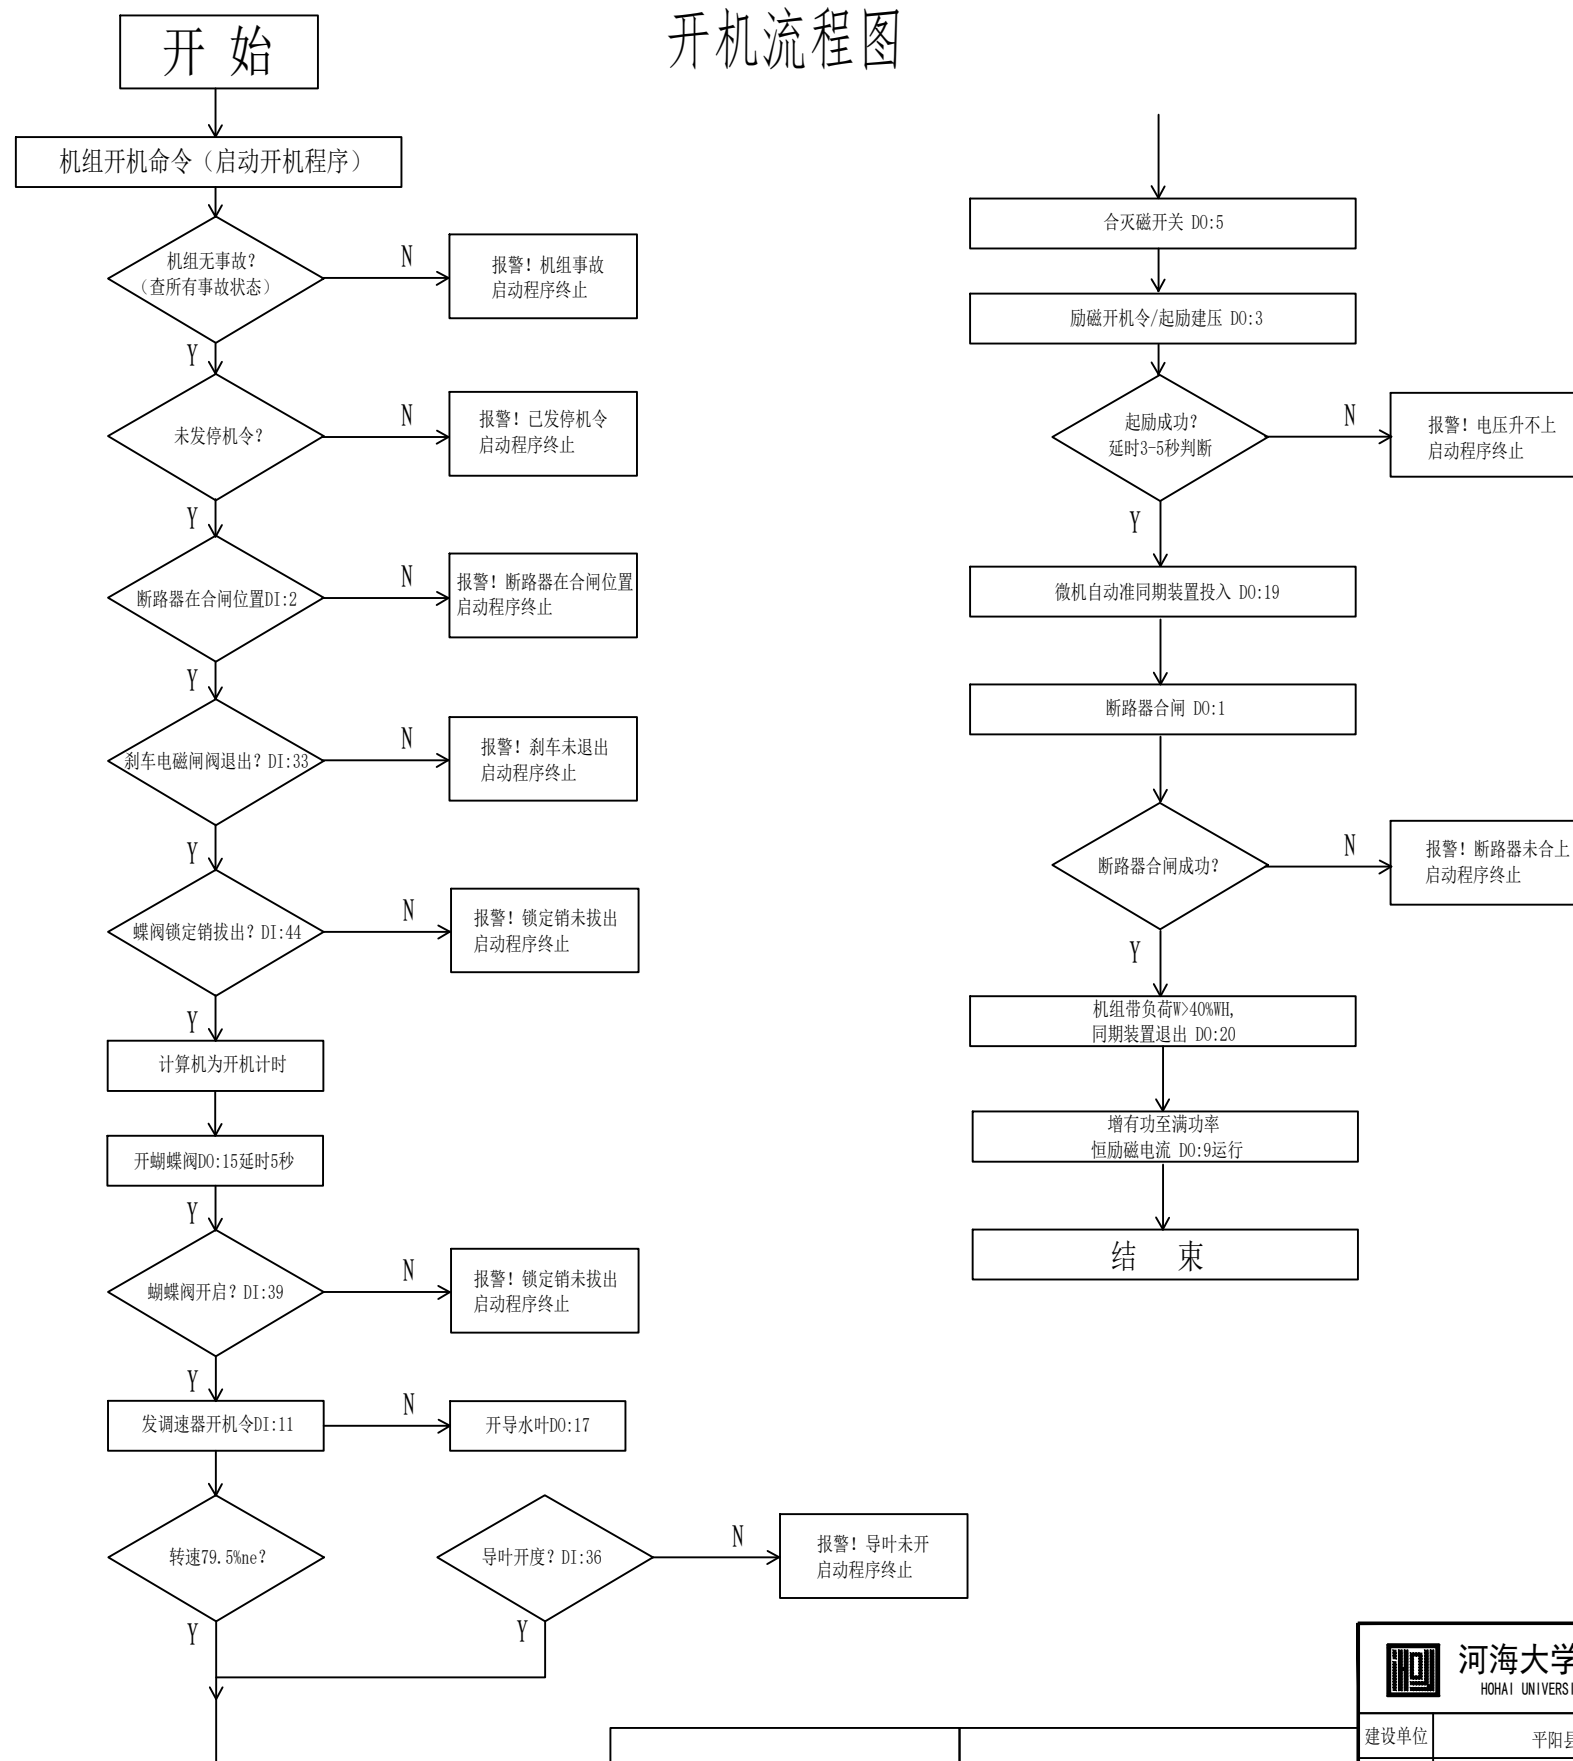 开机流程图
开 始
机组开机命令（启动开机程序）
机组无事故？
（查所有事故状态）
N
报警！机组事故
启动程序终止
Y
未发停机令？
N
报警！已发停机令
启动程序终止
Y
断路器在合闸位置DI:2
N
报警！断路器在合闸位置
启动程序终止
Y
刹车电磁闸阀退出？DI:33
N
报警！刹车未退出
启动程序终止
Y
蝶阀锁定销拔出？DI:44
N
报警！锁定销未拔出
启动程序终止
Y
计算机为开机计时
开蝴蝶阀DO:15延时5秒
Y
蝴蝶阀开启？DI:39
N
报警！锁定销未拔出
启动程序终止
Y
发调速器开机令DI:11
N
开导水叶DO:17
转速79.5%ne？
Y
导叶开度？DI:36
N
报警！导叶未开
启动程序终止
Y
合灭磁开关 DO:5
励磁开机令/起励建压 DO:3
起励成功？
延时3-5秒判断
N
报警！电压升不上
启动程序终止
Y
微机自动准同期装置投入 DO:19
断路器合闸 DO:1
断路器合闸成功？
N
报警！断路器未合上
启动程序终止
Y
机组带负荷W>40%WH,
同期装置退出 DO:20
增有功至满功率
恒励磁电流 DO:9运行
结 束
河海大学
HOHAI UNIVERSI
建设单位
平阳县